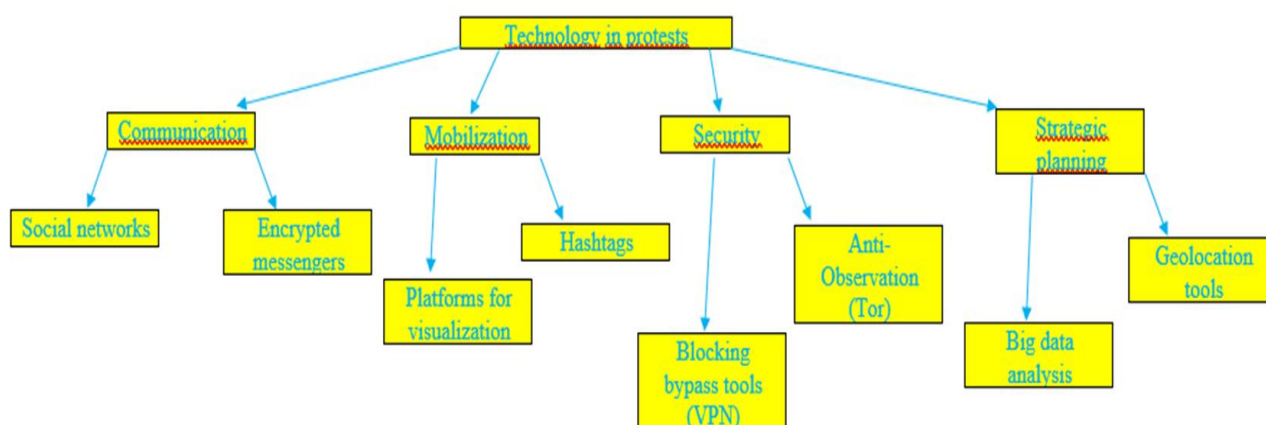 Technology in protests
Communication
Mobilization
Security
Strategic
planning
Social networks
Encrypted
messengers
Platforms for
visualization
Hashtags
Blocking
bypass tools
(VPN)
Anti-
Observation
(Tor)
Big data
analysis
Geolocation
tools